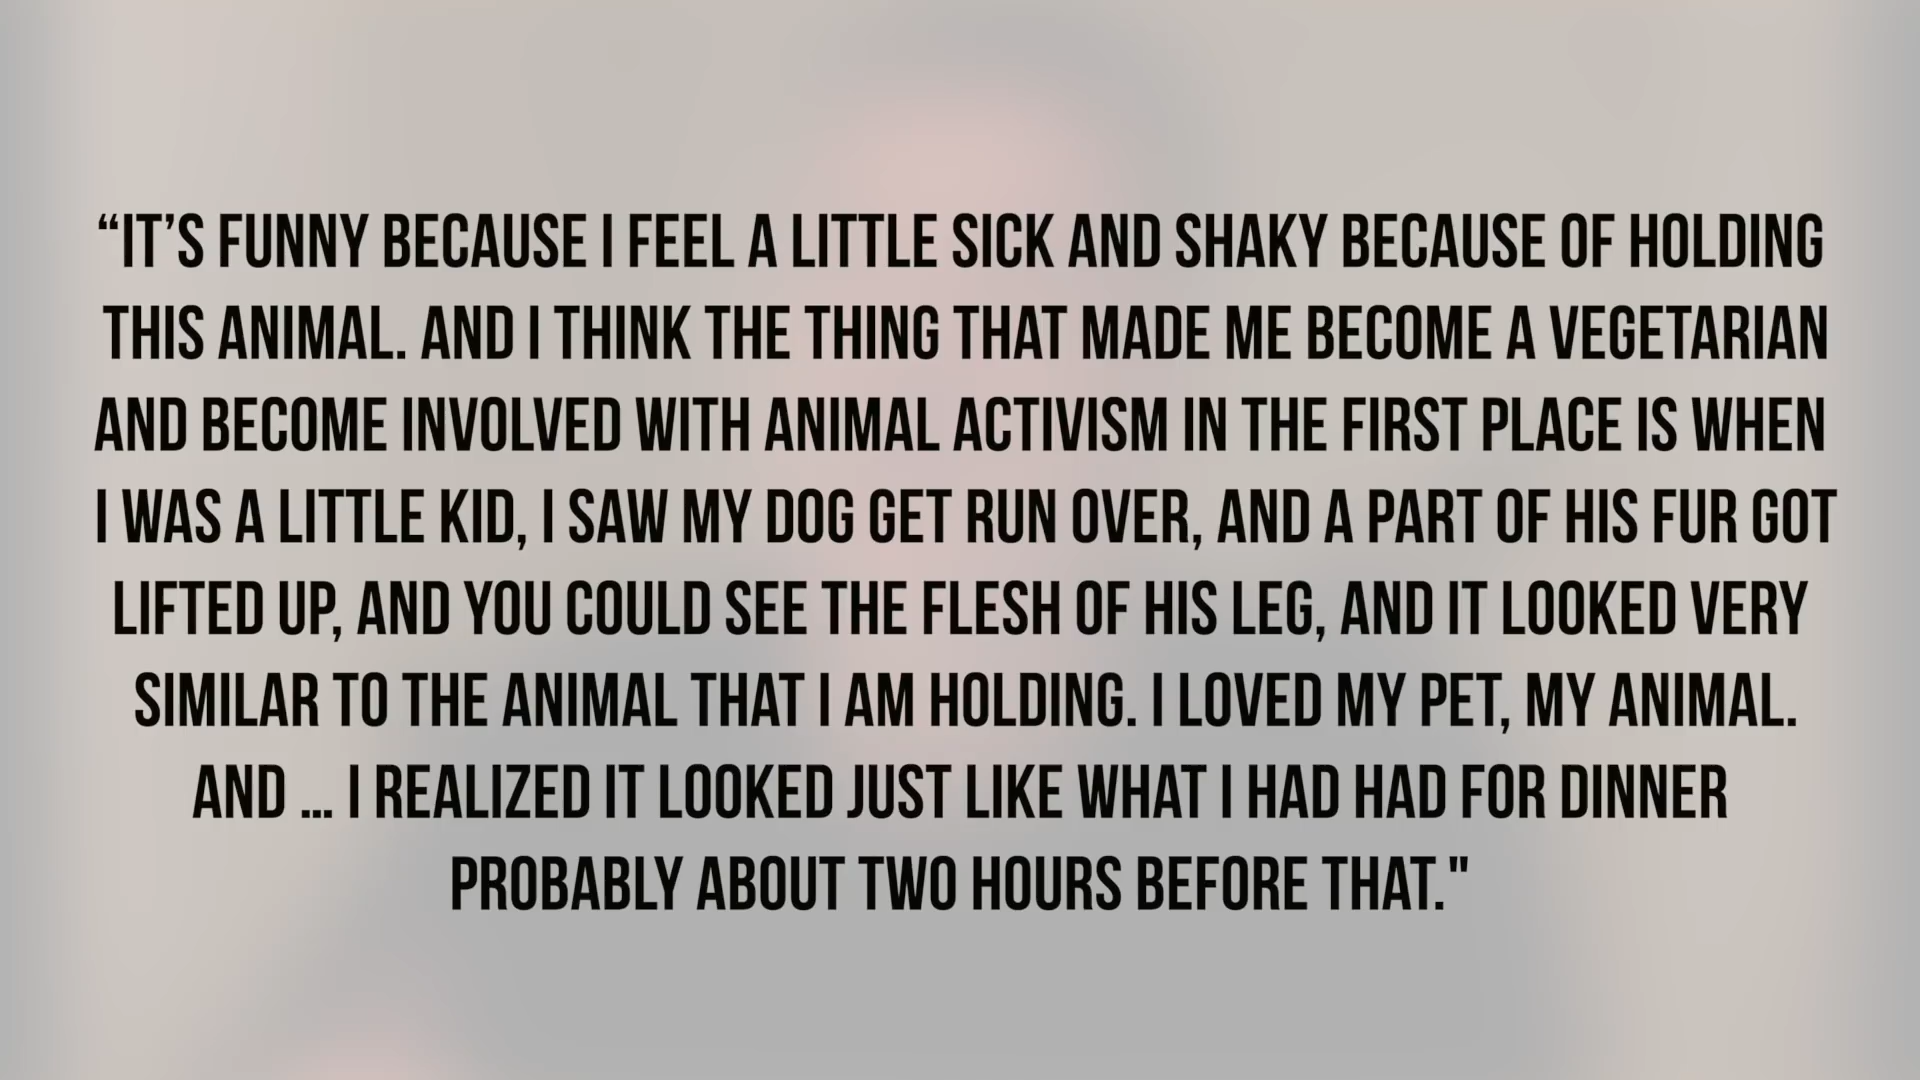 “IT’S FUNNY BECAUSE I FEEL A LITTLE SICK AND SHAKY BECAUSE OF HOLDING
THIS ANIMAL. AND I THINK THE THING THAT MADE ME BECOME A VEGETARIAN
AND BECOME INVOLVED WITH ANIMAL ACTIVISM IN THE FIRST PLACE IS WHEN
I WAS A LITTLE KID, I SAW MY DOG GET RUN OVER, AND A PART OF HIS FUR GOT
LIFTED UP, AND YOU COULD SEE THE FLESH OF HIS LEG, AND IT LOOKED VERY
SIMILAR TO THE ANIMAL THAT I AM HOLDING. I LOVED MY PET, MY ANIMAL.
AND ... I REALIZED IT LOOKED JUST LIKE WHAT I HAD HAD FOR DINNER
PROBABLY ABOUT TWO HOURS BEFORE THAT."